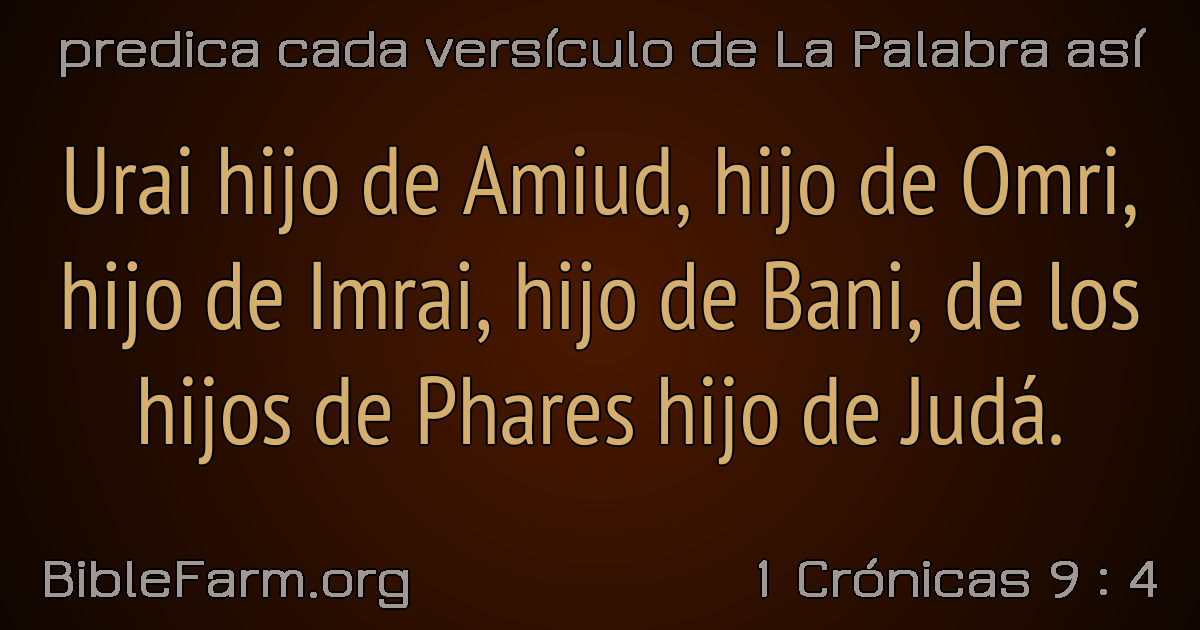 predica cada versículo de La Palabra así
Urai hijo de Amiud, hijo de Omri,
hijo de Imrai, hijo de Bani, de los
hijos de Phares hijo de Judá.
BibleFarm.org
1 Crónicas 9 : 4